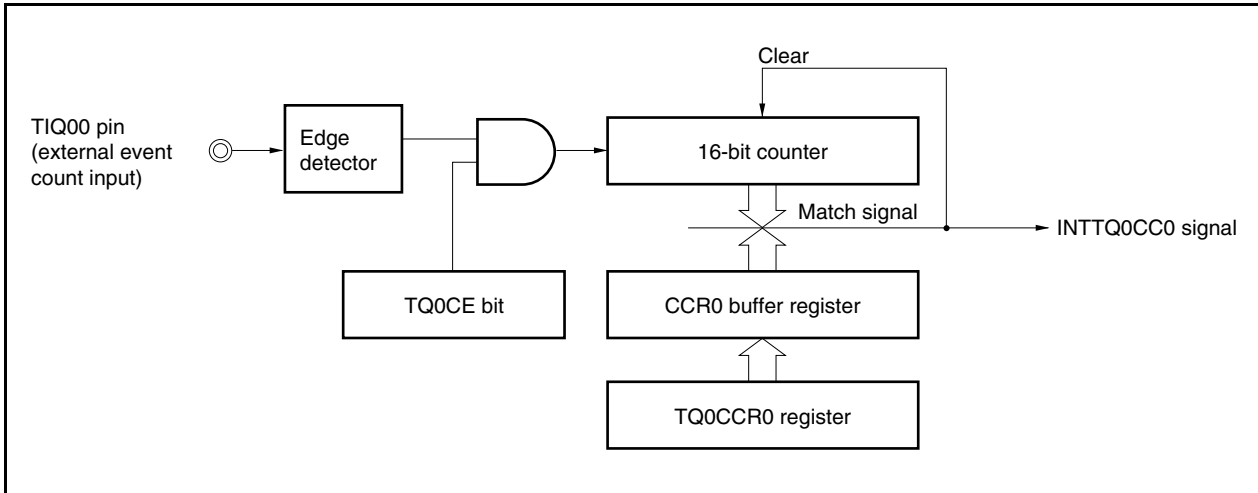 Clear
TIQ00 pin
(external event
count input)
Edge
detector
16-bit counter
Match signal
INTTQ0CC0 signal
TQ0CE bit
CCR0 buffer register
TQ0CCR0 register